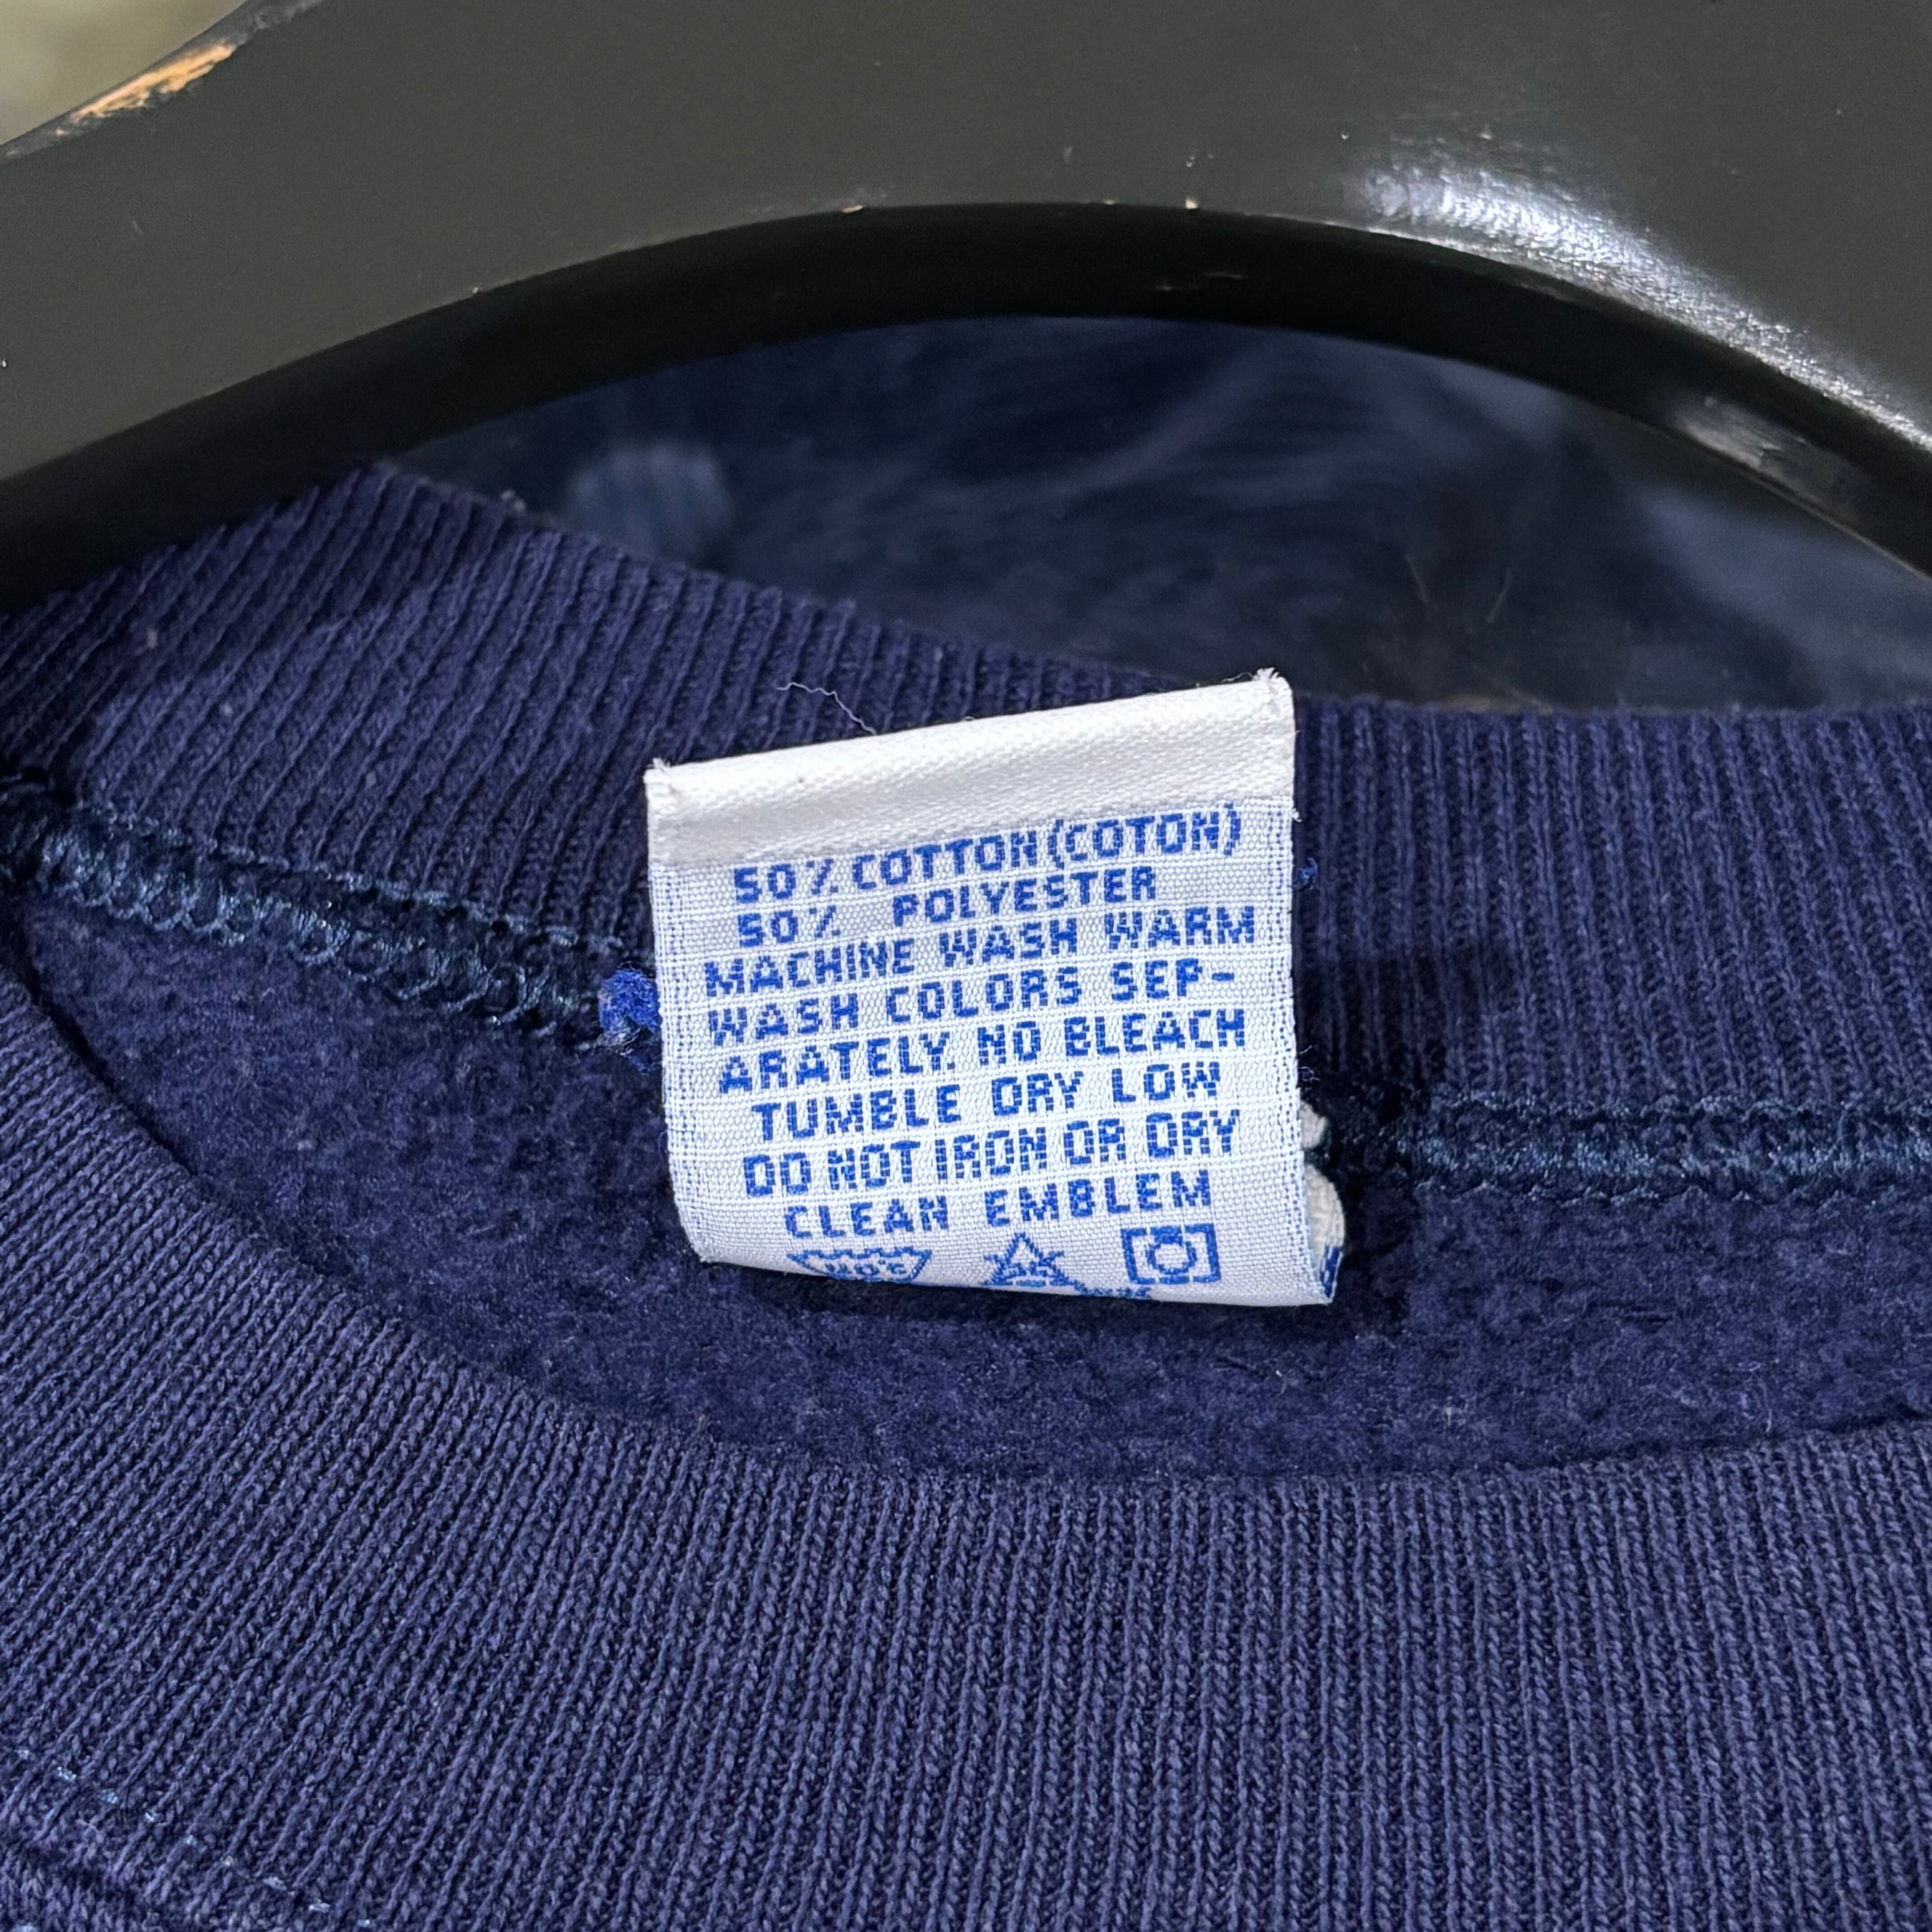 50% COTTON (COTON)
50% POLYESTER
MACHINE WASH WARM
WASH COLORS SEP-
ARATELY. NO BLEACH
TUMBLE DRY LOW
DO NOT IRON OR DRY
CLEAN EMBLEM